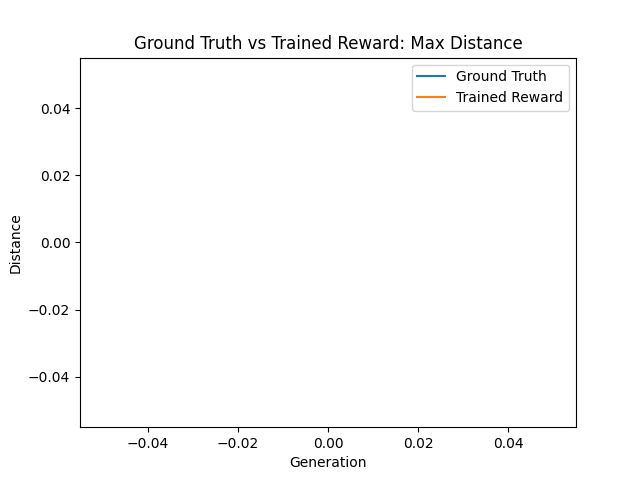 Ground Truth vs Trained Reward: Max Distance
Ground Truth
Trained Reward
0.04
0.02
0.00
−0.02
−0.04
Distance
−0.04
−0.02
0.00
0.02
0.04
Generation